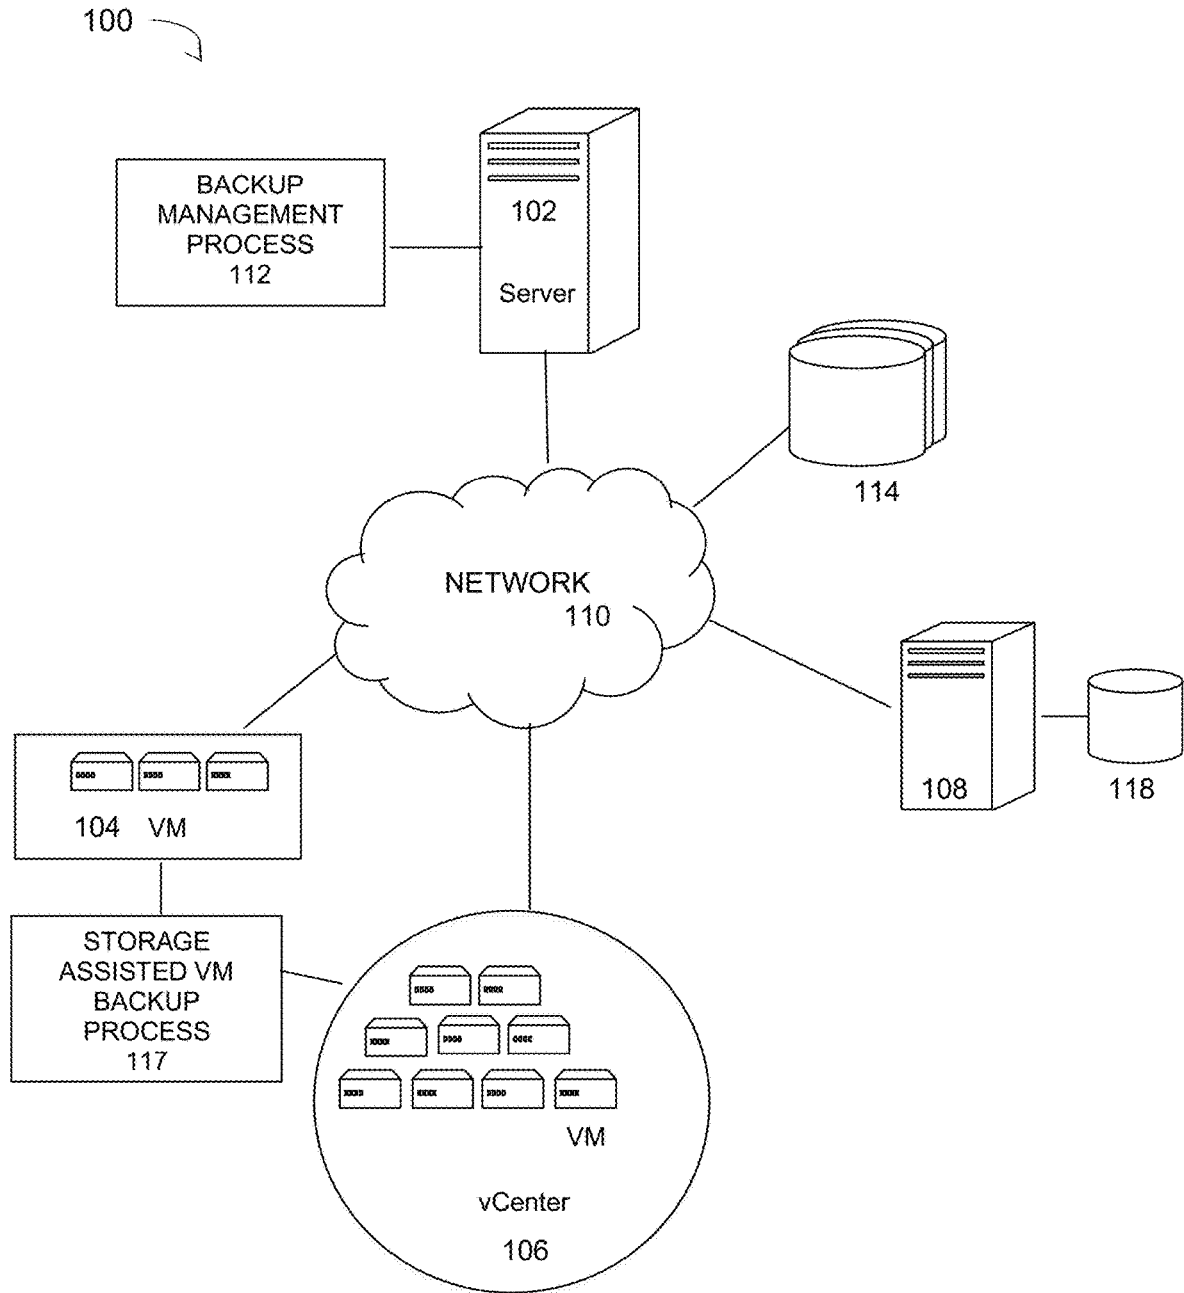 100
BACKUP
MANAGEMENT
PROCESS
112
102
Server
114
NETWORK
110
108
118
104 VM
STORAGE
ASSISTED VM
BACKUP
PROCESS
117
VM
vCenter
106